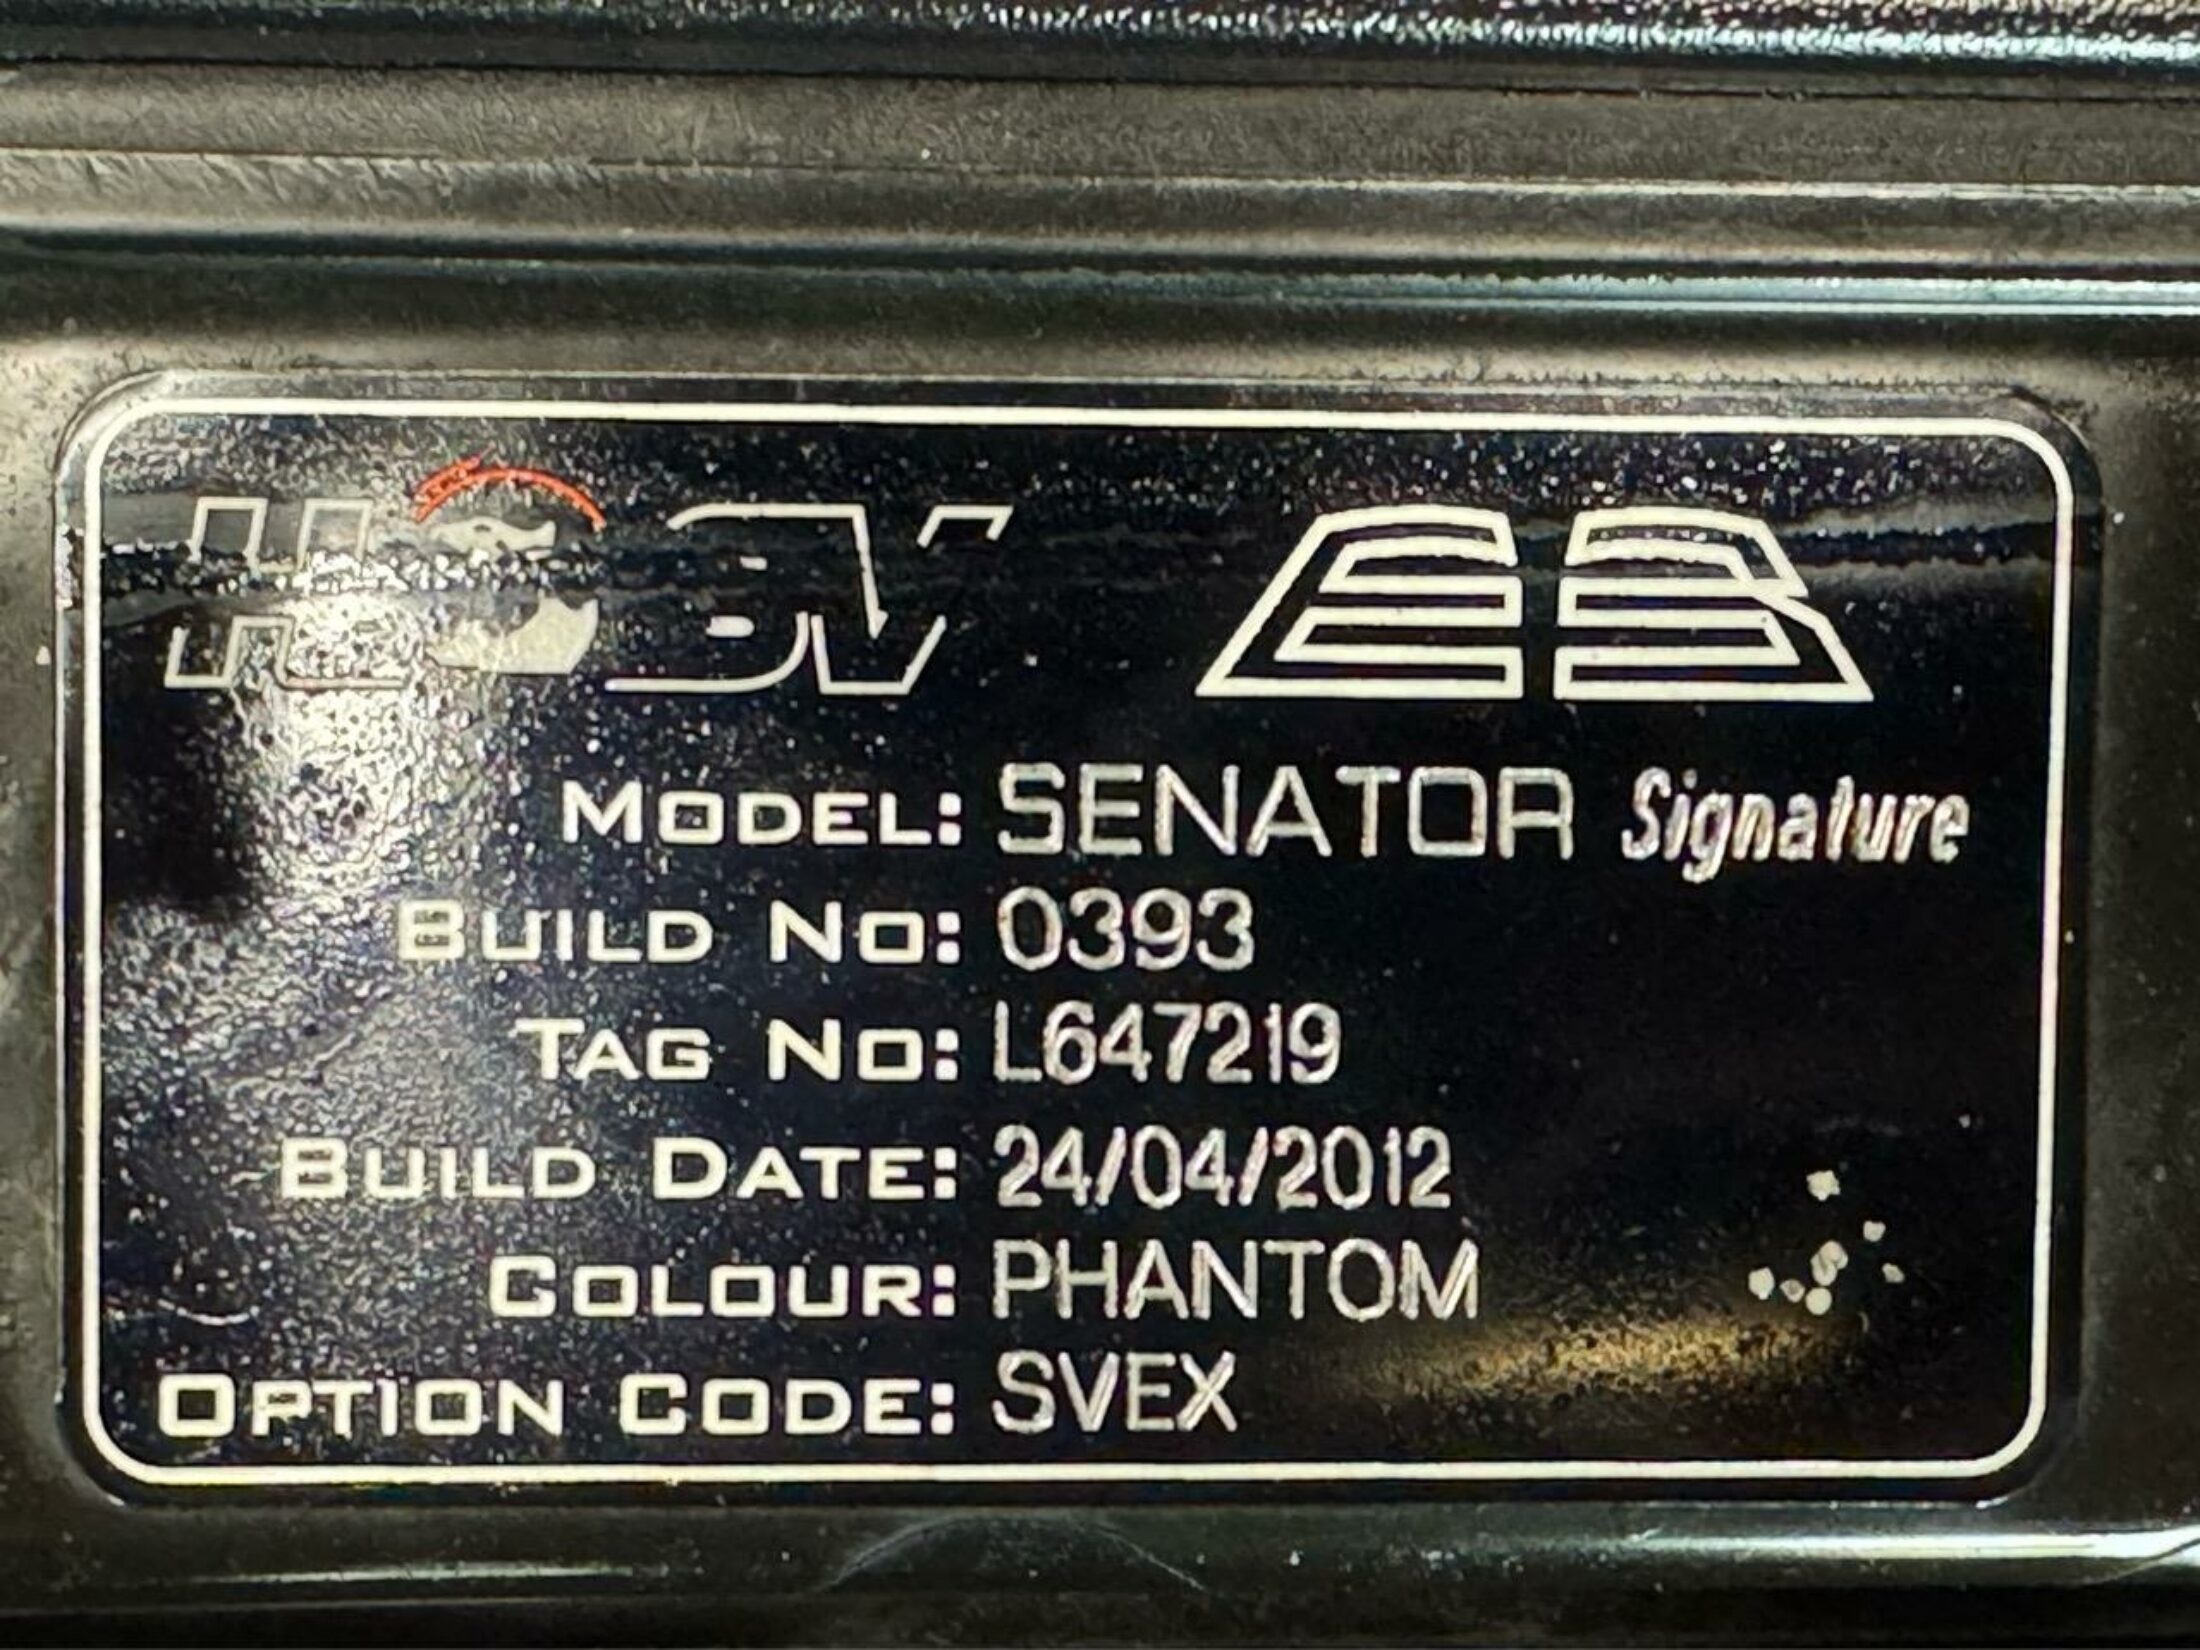 HSV E3
MODEL: SENATOR Signature
BUILD NO: 0393
TAG NO: L647219
BUILD DATE: 24/04/2012
COLOUR: PHANTOM
OPTION CODE: SVEX